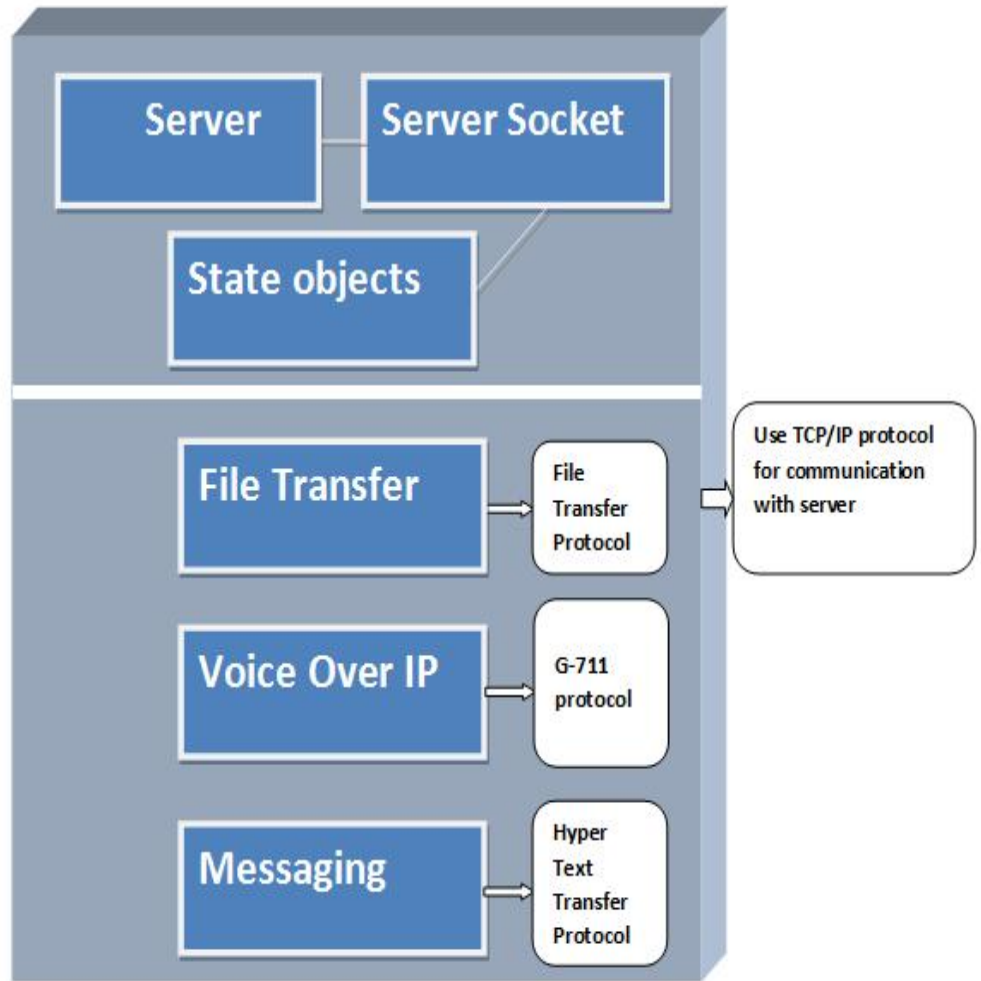 Server
Server Socket
State objects
File Transfer
File
Transfer
Protocol
Use TCP/IP protocol
for communication
with server
Voice Over IP
G-711
protocol
Messaging
Hyper
Text
Transfer
Protocol